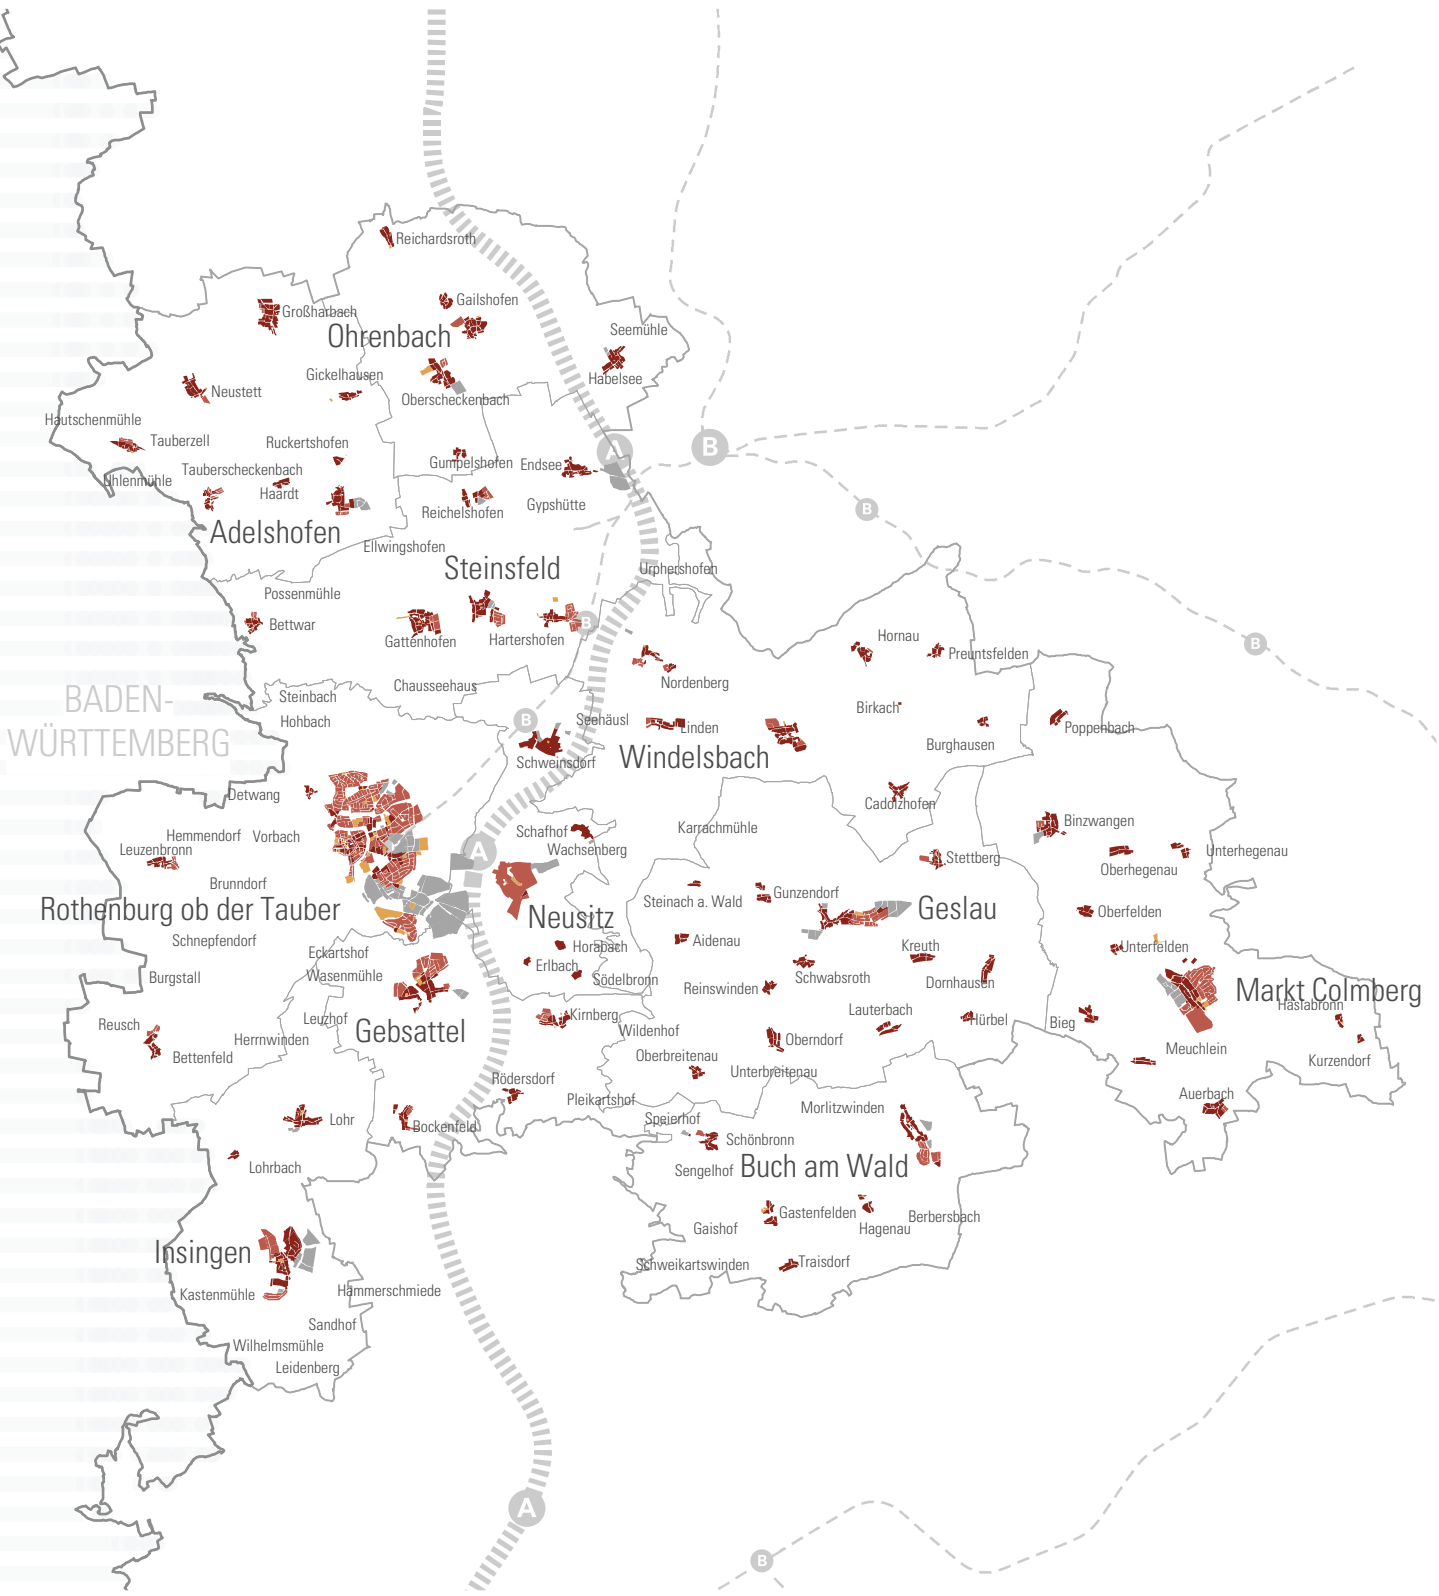 Reichardsroth
Gailshofen
Großharbach
Seemühle
Ohrenbach
Gickelhausen
Habelsee
Neustett
Oberscheckenbach
Hautschenmühle
Tauberzell
Ruckertshofen
A
B
Gumpelshofen
Endsee
Tauberscheckenbach
Uhlenmühle
Haardt
Reichelshofen
Gypshütte
B
Adelshofen
Ellwingshofen
Steinsfeld
Urphershofen
Possenmühle
Bettwar
Gattenhofen
Hartershofen
B
Hornau
Preuntsfelden
B
Nordenberg
Chausseehaus
Steinbach
BADEN-
WÜRTTEMBERG
Hohbach
B
Seehäusl
Linden
Birkach
Poppenbach
Burghausen
Windelsbach
Schweinsdorf
Detwang
Cadolzhofen
Hemmendorf
Vorbach
Schafhof
Karrachmühle
Binzwangen
Leuzenbronn
A
Wachsenberg
Stettberg
Unterhegenau
Oberhegenau
Brunndorf
Gunzendorf
Steinach a. Wald
Rothenburg ob der Tauber
Neusitz
Geslau
Oberfelden
Schnepfendorf
Aidenau
Eckartshof
Horabach
Kreuth
Unterfelden
Erlbach
Wasenmühle
Burgstall
Södelbronn
Schwabsroth
Dornhausen
Reinswinden
Markt Colmberg
Häslabronn
Leuzhof
Kirnberg
Lauterbach
Hürbel
Bieg
Reusch
Gebsattel
Wildenhof
Herrnwinden
Oberndorf
Meuchlein
Bettenfeld
Oberbreitenau
Kurzendorf
Unterbreitenau
Rödersdorf
Pleikartshof
Auerbach
Morlitzwinden
Lohr
Bockenfeld
Speierhof
Schönbronn
Lohrbach
Sengelhof
Buch am Wald
Gastenfelden
Berbersbach
Gaishof
Hagenau
Insingen
Schweikartswinden
Traisdorf
Kastenmühle
Hammerschmiede
Sandhof
Wilhelmsmühle
Leidenberg
A
B